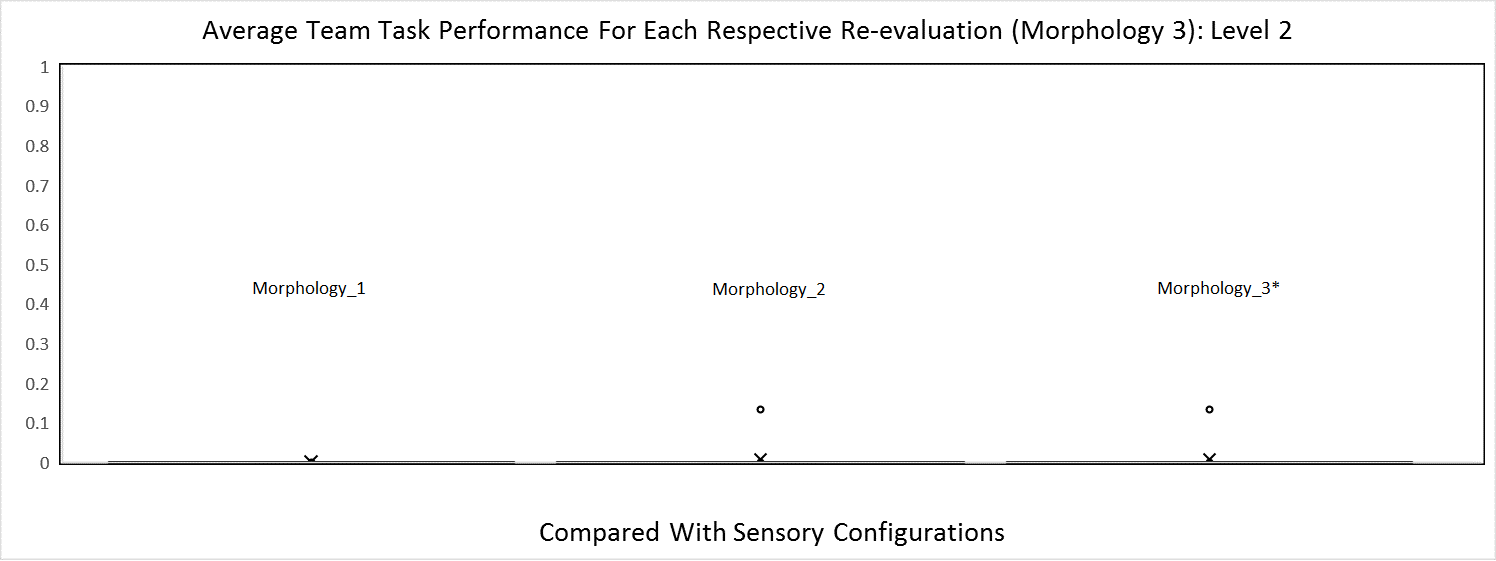 Average Team Task Performance For Each Respective Re-evaluation (Morphology 3): Level 2
1
0.9
0.8
0.7
0.6
0.5
0.4
0.3
0.2
0.1
0
Morphology_1
Morphology_2
Morphology_3*
Compared With Sensory Configurations